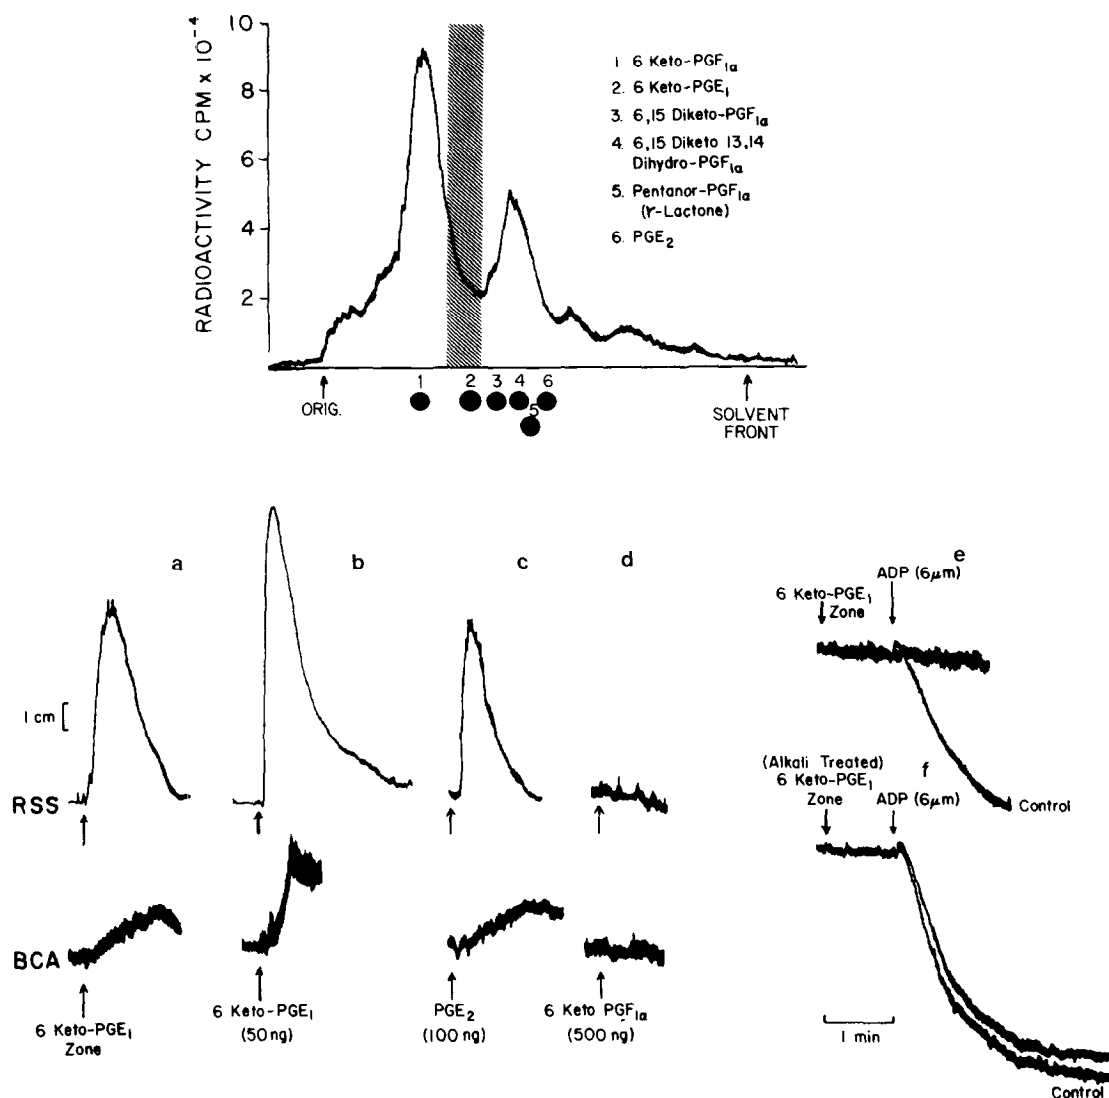 RADIOACTIVITY CPM x 10⁻⁴
10
8
6
4
2
1 6 Keto-PGF₁α
2. 6 Keto-PGE₁
3. 6,15 Diketo-PGF₁α
4. 6,15 Diketo 13,14
Dihydro-PGF₁α
5. Pentanor-PGF₁α
(γ-Lactone)
6. PGE₂
1 2 3 4 6
5
ORIG.
SOLVENT
FRONT
a b c d e
1 cm
RSS
BCA
6 Keto-PGE₁
Zone
6 Keto-PGE₁
(50 ng)
PGE₂
(100 ng)
6 Keto PGF₁α
(500 ng)
ADP (6μm)
6 Keto-PGE₁
Zone
Control
(Alkali Treated)
6 Keto-PGE₁
Zone
f
ADP (6μm)
1 min
Control